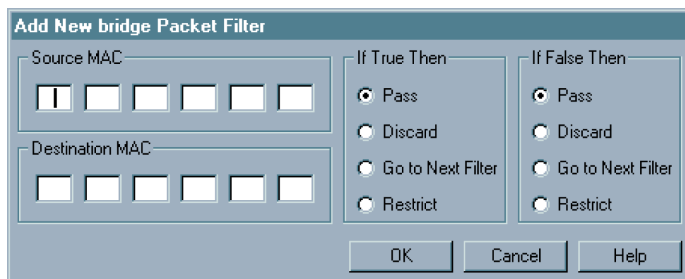 Add New bridge Packet Filter
Source MAC
Destination MAC
If True Then
Pass
Discard
Go to Next Filter
Restrict
If False Then
Pass
Discard
Go to Next Filter
Restrict
OK
Cancel
Help